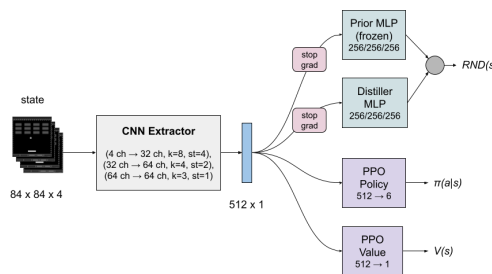 state
84 x 84 x 4
CNN Extractor
(4 ch → 32 ch, k=8, st=4),
(32 ch → 64 ch, k=4, st=2),
(64 ch → 64 ch, k=3, st=1)
512 x 1
stop
grad
stop
grad
Prior MLP
(frozen)
256/256/256
Distiller
MLP
256/256/256
RND(s
PPO
Policy
512 → 6
π(a|s)
PPO
Value
512 → 1
V(s)